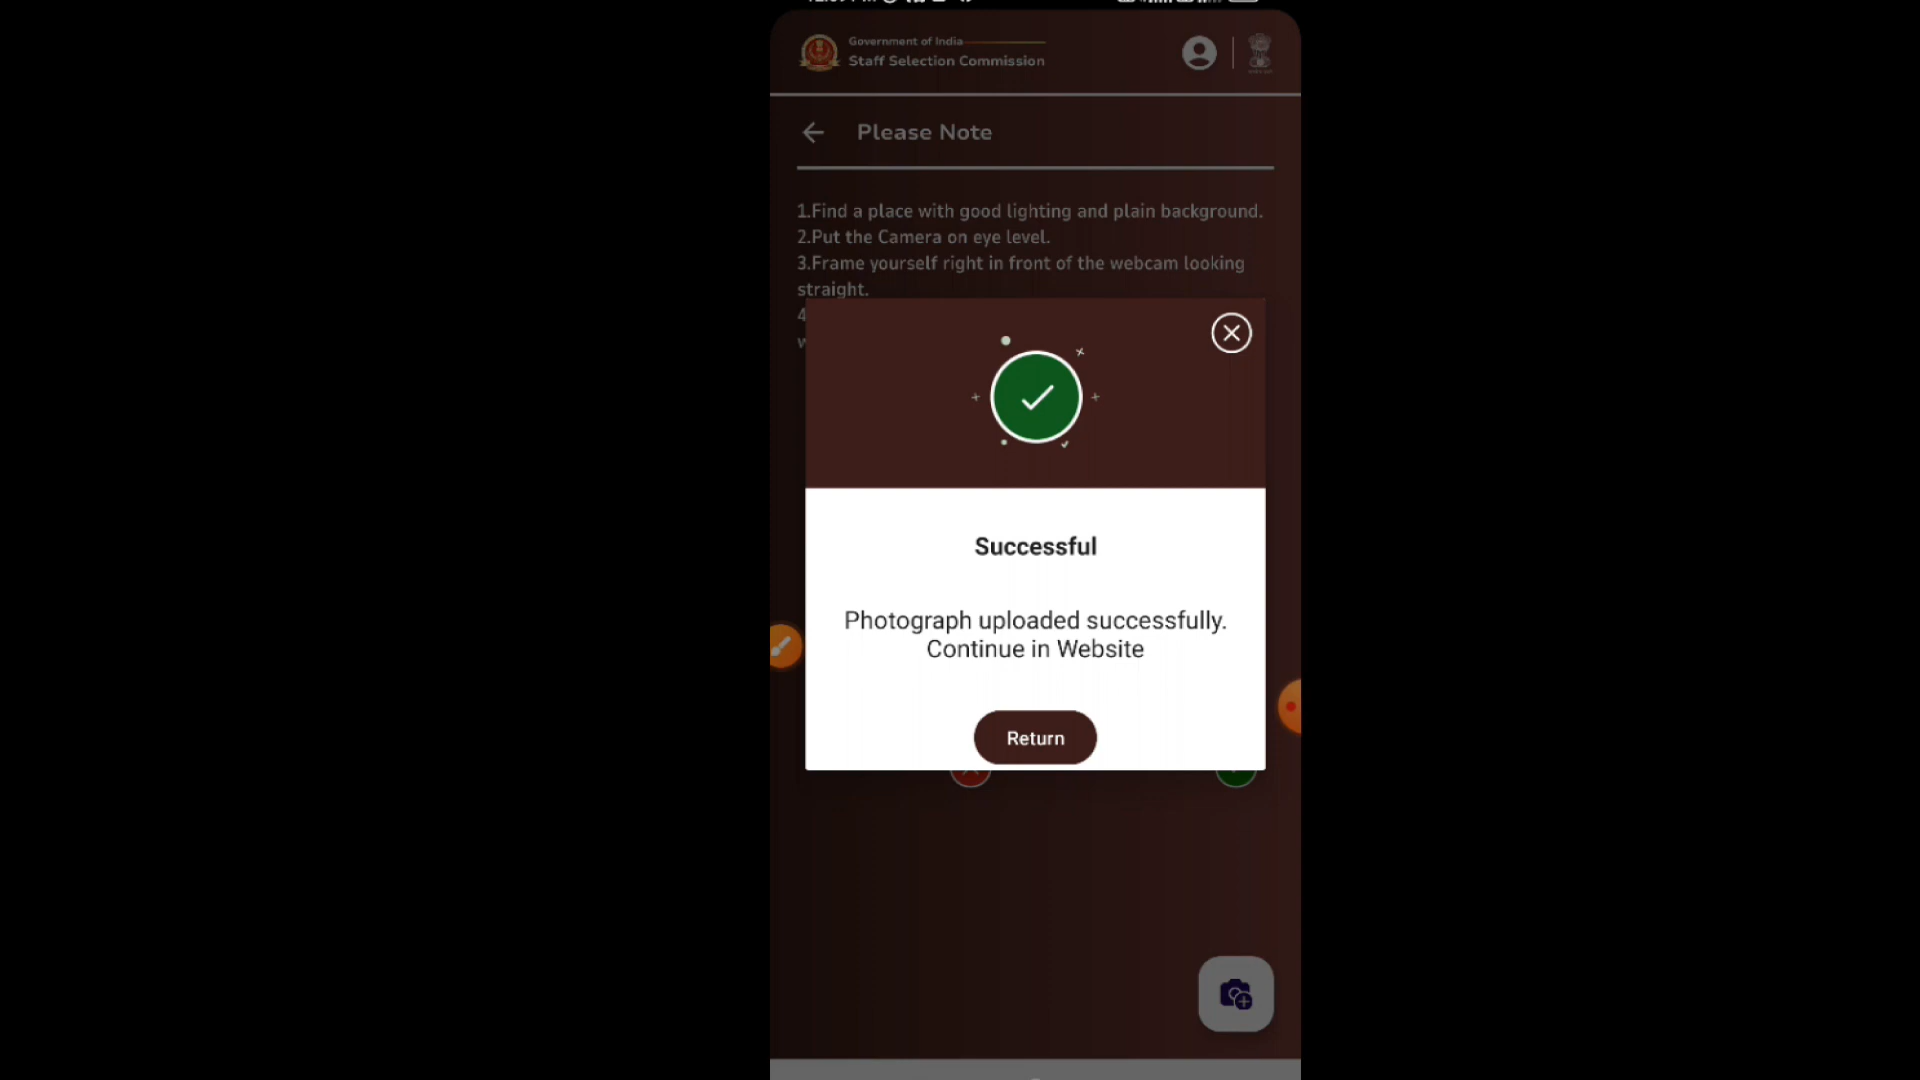 Government of India
Staff Selection Commission
Please Note
1.Find a place with good lighting and plain background.
2.Put the Camera on eye level.
3.Frame yourself right in front of the webcam looking
straight.
4
w
Successful
Photograph uploaded successfully.
Continue in Website
Return